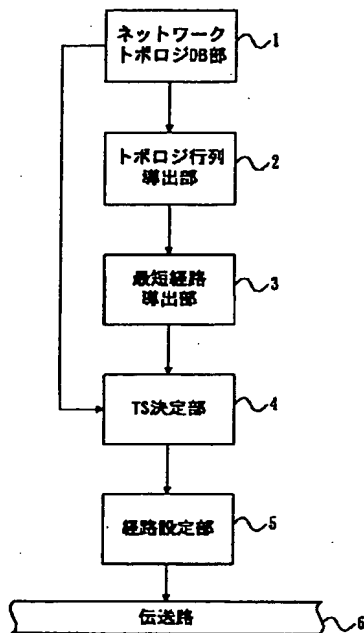 ネットワーク
トポロジDB部
1
トポロジ行列
導出部
2
最短経路
導出部
3
TS決定部
4
経路設定部
5
伝送路
6